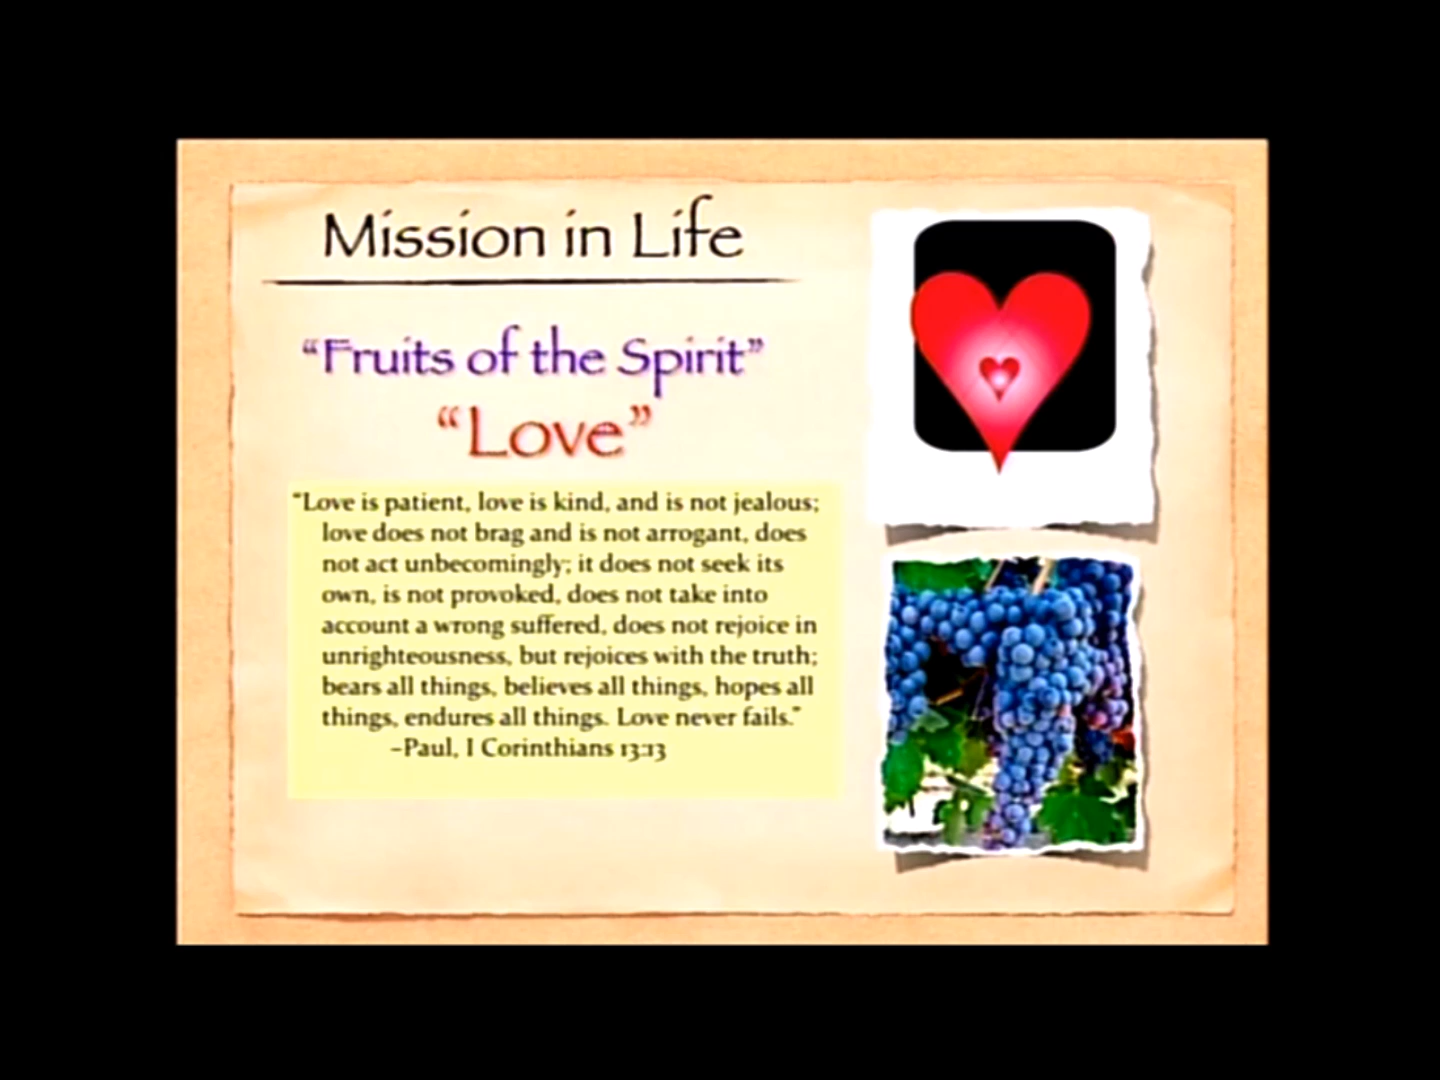 Mission in Life
“Fruits of the Spirit”
“Love”
“Love is patient, love is kind, and is not jealous;
love does not brag and is not arrogant, does
not act unbecomingly; it does not seek its
own, is not provoked, does not take into
account a wrong suffered, does not rejoice in
unrighteousness, but rejoices with the truth;
bears all things, believes all things, hopes all
things, endures all things. Love never fails.”
–Paul, I Corinthians 13:13